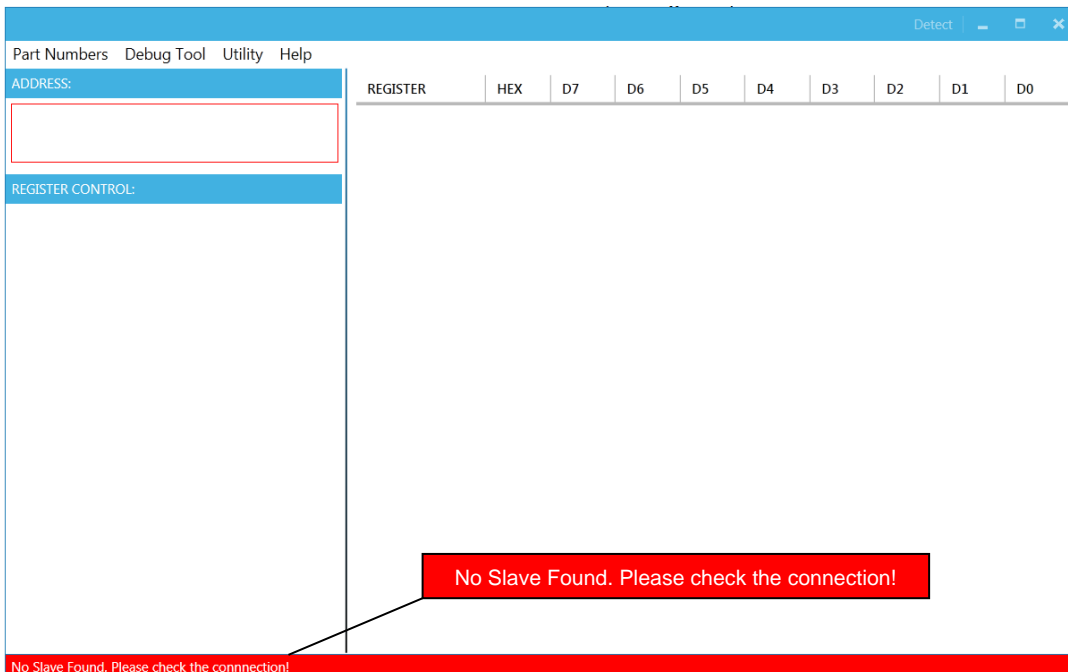 Detect
Part Numbers Debug Tool Utility Help
ADDRESS:
REGISTER HEX D7 D6 D5 D4 D3 D2 D1 D0
REGISTER CONTROL:
No Slave Found. Please check the connection!
No Slave Found. Please check the connnection!